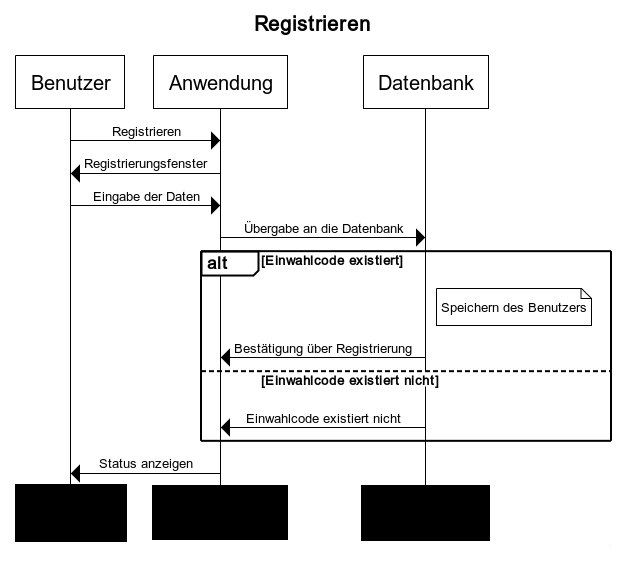 Registrieren
Benutzer
Anwendung
Datenbank
Registrieren
Registrierungsfenster
Eingabe der Daten
Übergabe an die Datenbank
alt
[Einwahlcode existiert]
Speichern des Benutzers
Bestätigung über Registrierung
[Einwahlcode existiert nicht]
Einwahlcode existiert nicht
Status anzeigen